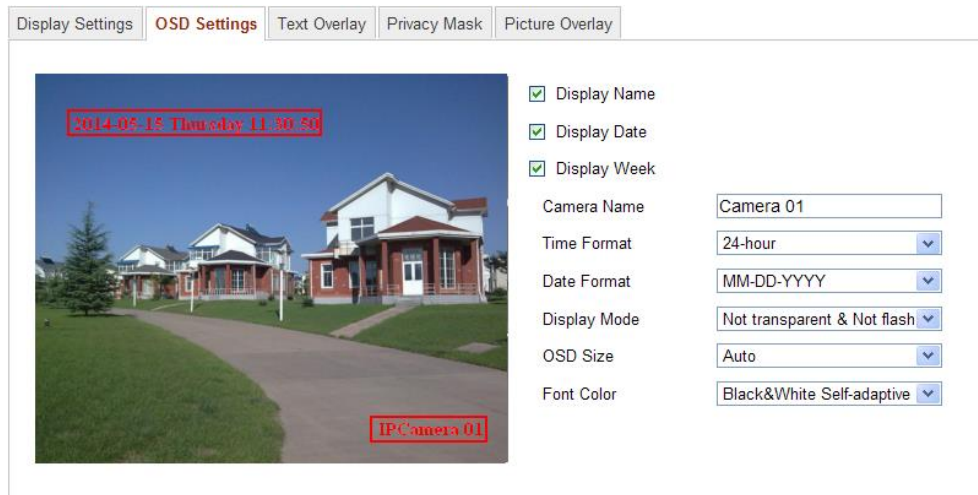 Display Settings OSD Settings Text Overlay Privacy Mask Picture Overlay
2014-05-15 Thursday 11:30:50
Display Name
Display Date
Display Week
Camera Name Camera 01
Time Format 24-hour
Date Format MM-DD-YYYY
Display Mode Not transparent & Not flash
OSD Size Auto
Font Color Black&White Self-adaptive
IPCamera 01